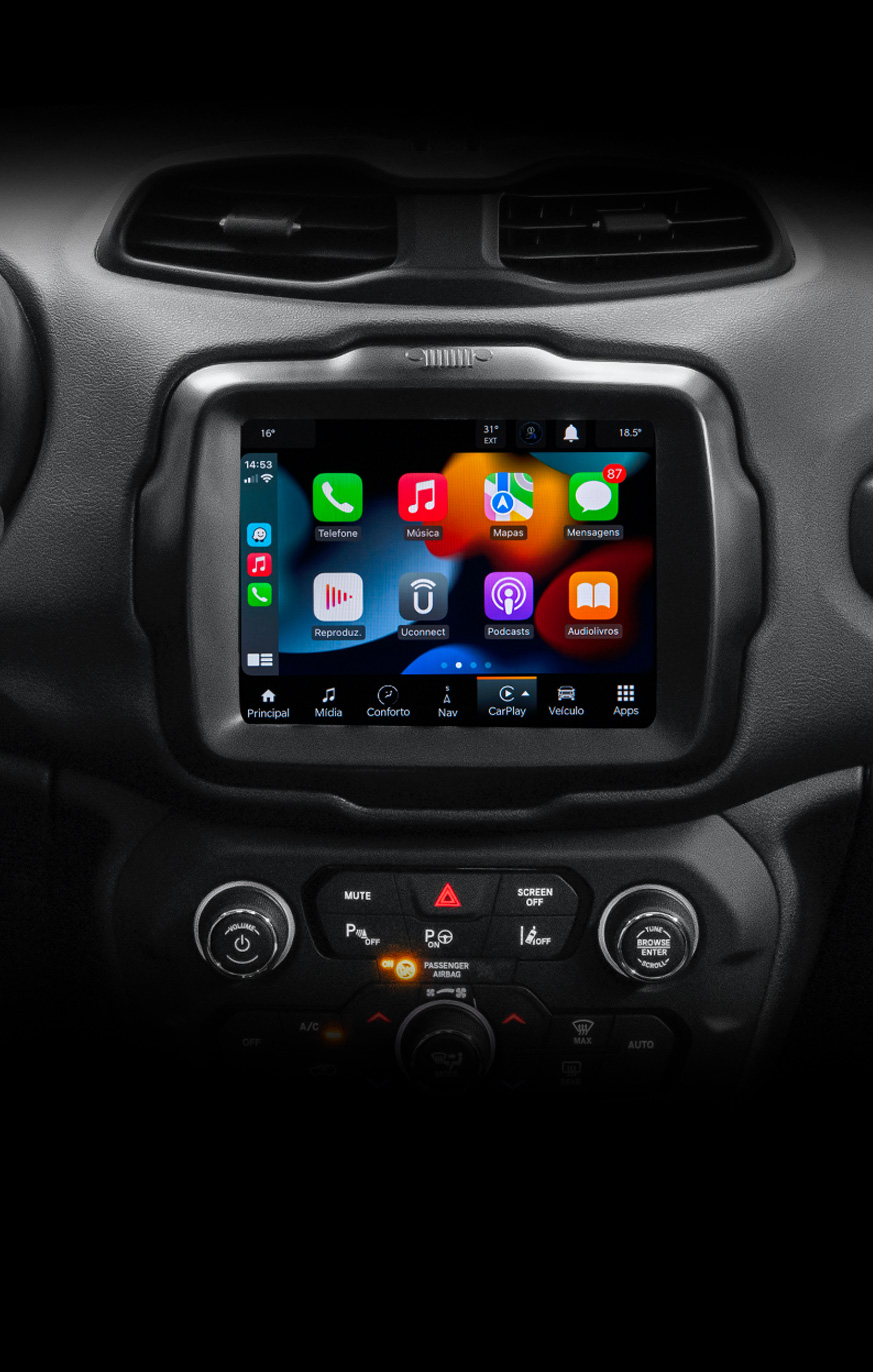 16°
31°
EXT
18.5°
14:53
87
Telefone
Música
Mapas
Mensagens
Reproduz.
Uconnect
Podcasts
Audiolivros
Principal
Mídia
Conforto
S
Nav
CarPlay
Veículo
Apps
MUTE
SCREEN
OFF
VOLUME
P OFF
P ON
OFF
TUNE
BROWSE
ENTER
SCROLL
PASSENGER
AIRBAG
OFF
A/C
MAX
AUTO